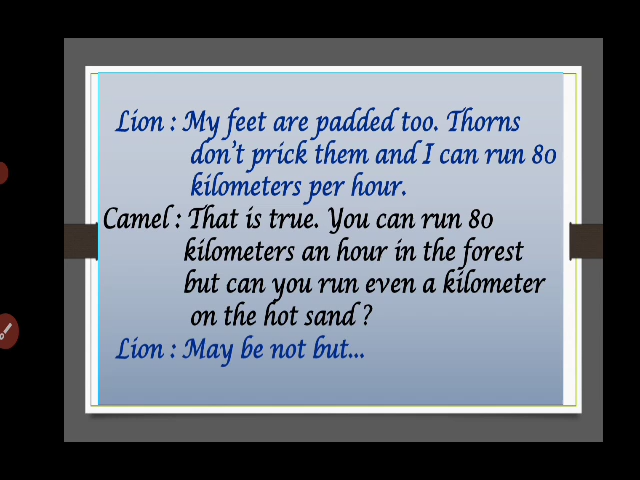 Lion : My feet are padded too. Thorns
don't prick them and I can run 80
kilometers per hour.
Camel : That is true. You can run 80
kilometers an hour in the forest
but can you run even a kilometer
on the hot sand ?
Lion : May be not but...